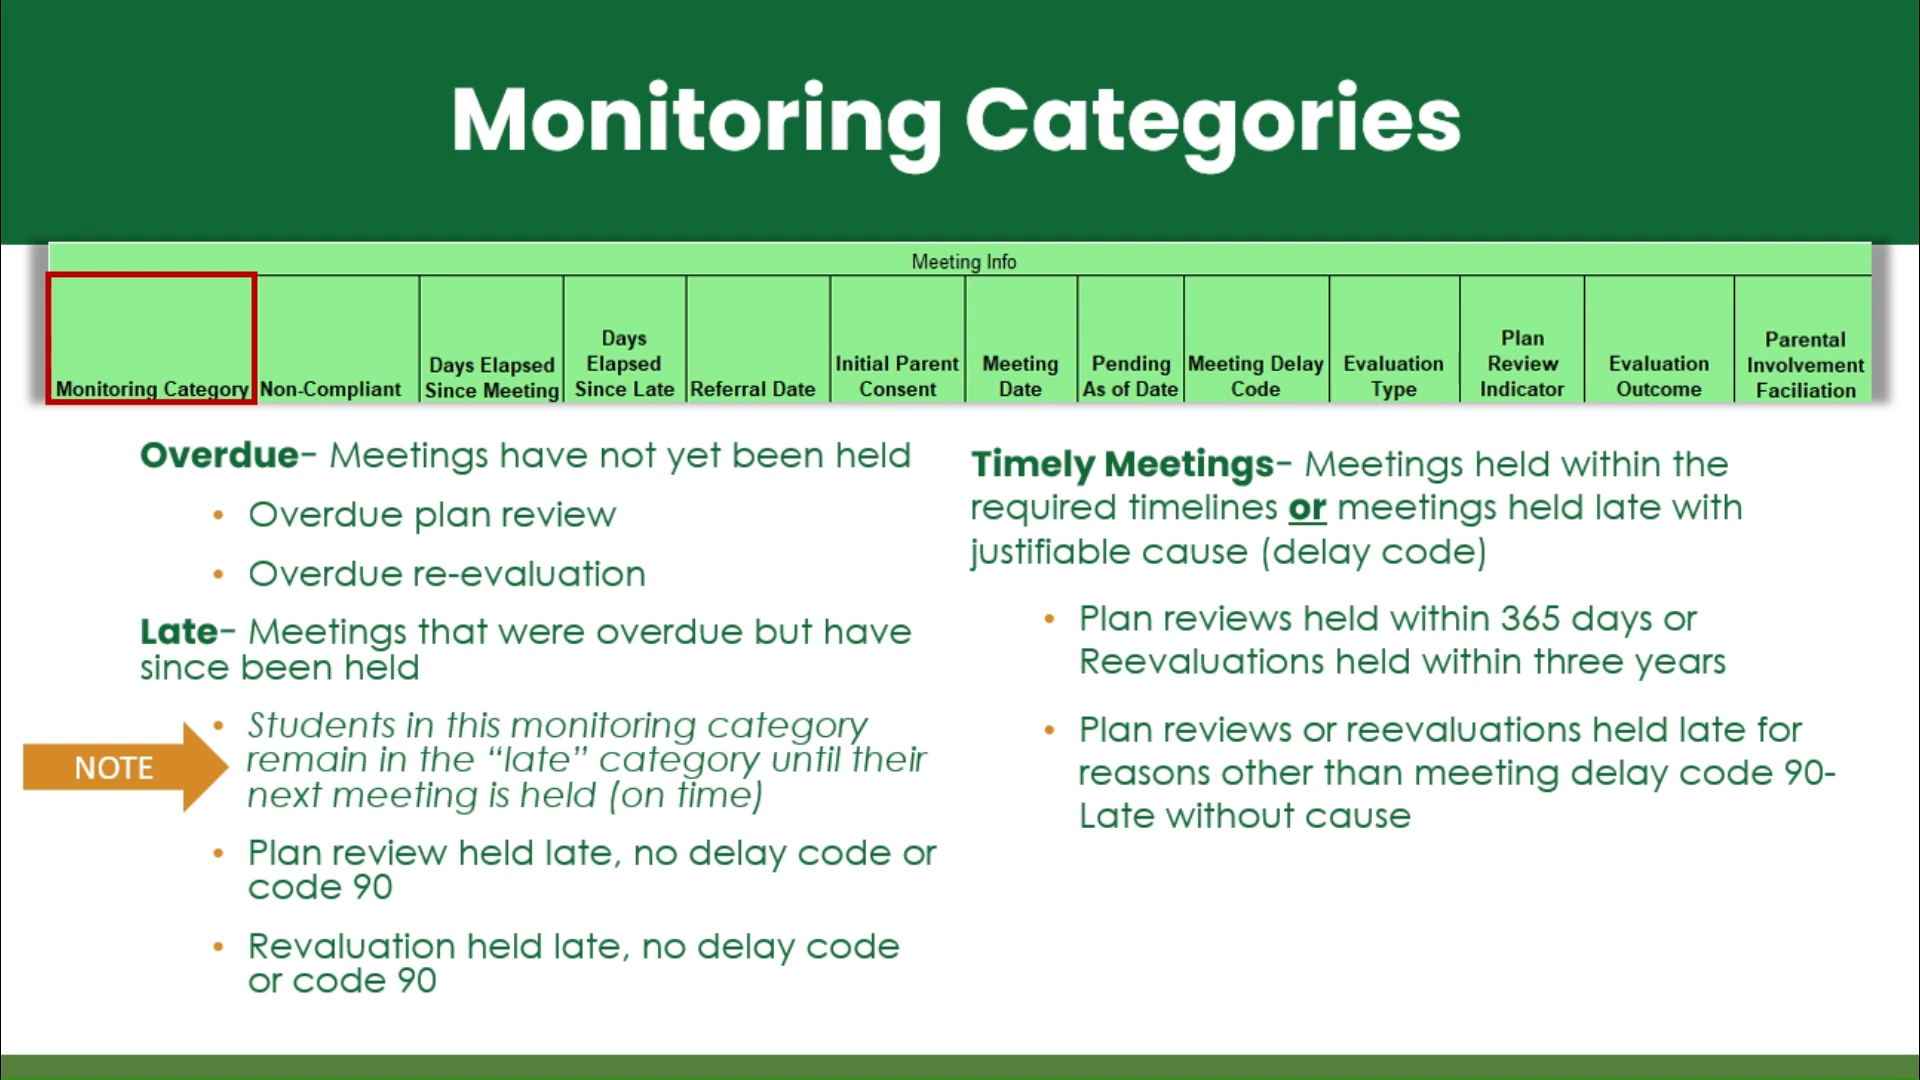 Monitoring Categories
Meeting Info
Monitoring Category
Non-Compliant
Days Elapsed
Since Meeting
Days
Elapsed
Since Late
Referral Date
Initial Parent
Consent
Meeting
Date
Pending
As of Date
Meeting Delay
Code
Evaluation
Type
Plan
Review
Indicator
Evaluation
Outcome
Parental
Involvement
Faciliation
Overdue- Meetings have not yet been held
• Overdue plan review
• Overdue re-evaluation
Late- Meetings that were overdue but have
since been held
NOTE
• Students in this monitoring category
remain in the “late” category until their
next meeting is held (on time)
• Plan review held late, no delay code or
code 90
• Revaluation held late, no delay code
or code 90
Timely Meetings- Meetings held within the
required timelines or meetings held late with
justifiable cause (delay code)
• Plan reviews held within 365 days or
Reevaluations held within three years
• Plan reviews or reevaluations held late for
reasons other than meeting delay code 90-
Late without cause